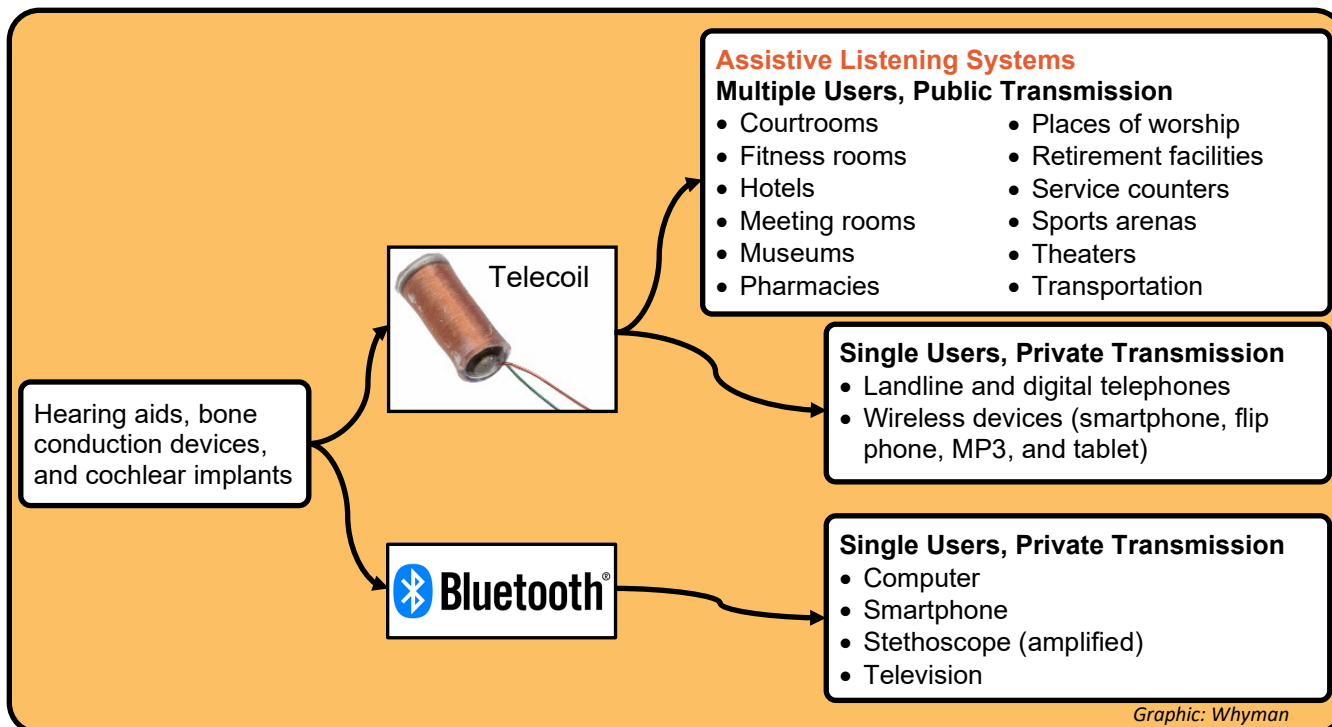 Assistive Listening Systems
Multiple Users, Public Transmission
• Courtrooms
• Fitness rooms
• Hotels
• Meeting rooms
• Museums
• Pharmacies
• Places of worship
• Retirement facilities
• Service counters
• Sports arenas
• Theaters
• Transportation
Telecoil
Single Users, Private Transmission
• Landline and digital telephones
• Wireless devices (smartphone, flip
phone, MP3, and tablet)
Hearing aids, bone
conduction devices,
and cochlear implants
Bluetooth®
Single Users, Private Transmission
• Computer
• Smartphone
• Stethoscope (amplified)
• Television
Graphic: Whyman